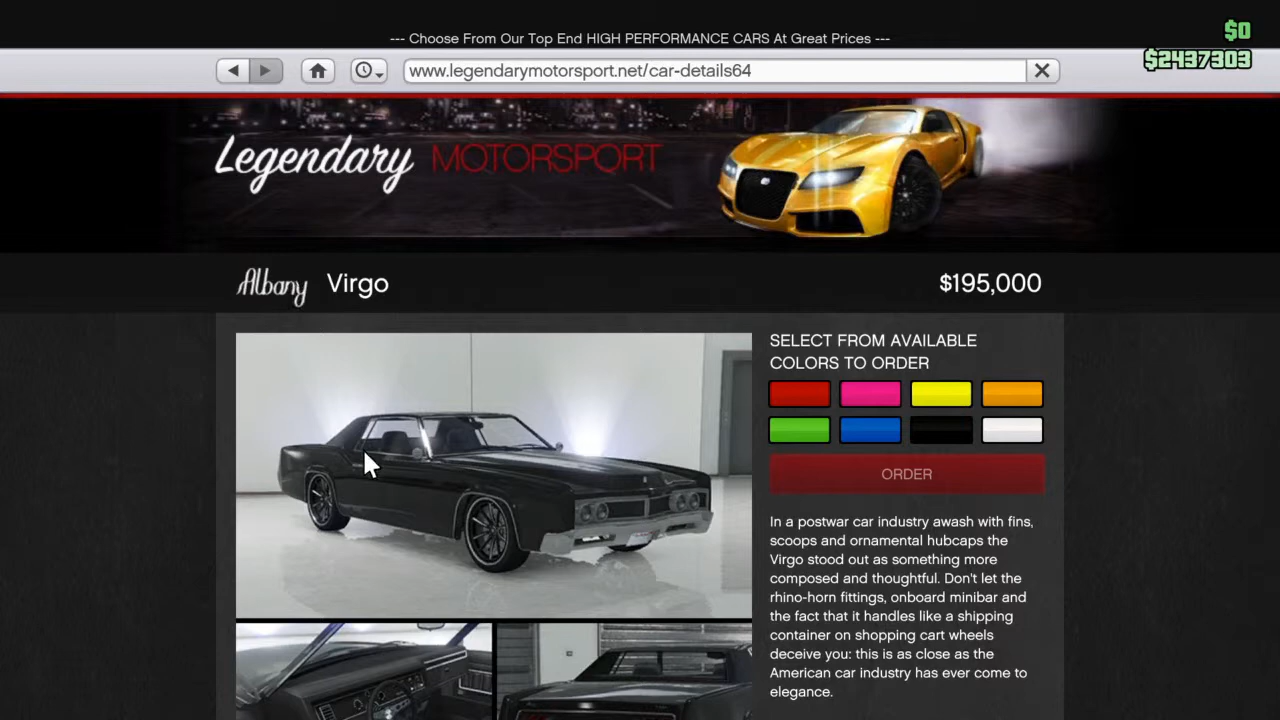 $0
--- Choose From Our Top End HIGH PERFORMANCE CARS At Great Prices ---
$2437303
www.legendarymotorsport.net/car-details64
Legendary MOTORSPORT
Albany Virgo
$195,000
SELECT FROM AVAILABLE
COLORS TO ORDER
ORDER
In a postwar car industry awash with fins,
scoops and ornamental hubcaps the
Virgo stood out as something more
composed and thoughtful. Don't let the
rhino-horn fittings, onboard minibar and
the fact that it handles like a shipping
container on shopping cart wheels
deceive you: this is as close as the
American car industry has ever come to
elegance.